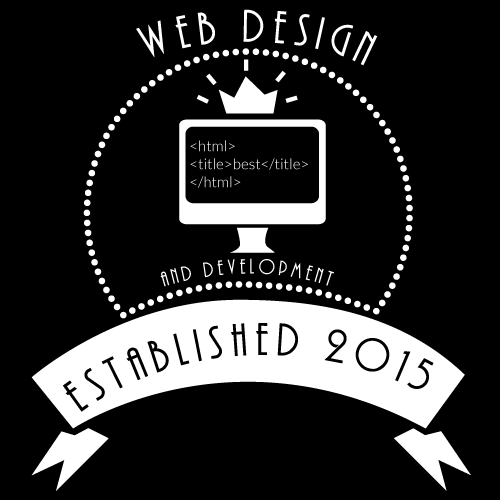 WEB DESIGN
<html>
<title>best</title>
</html>
AND DEVELOPMENT
ESTABLISHED 2015